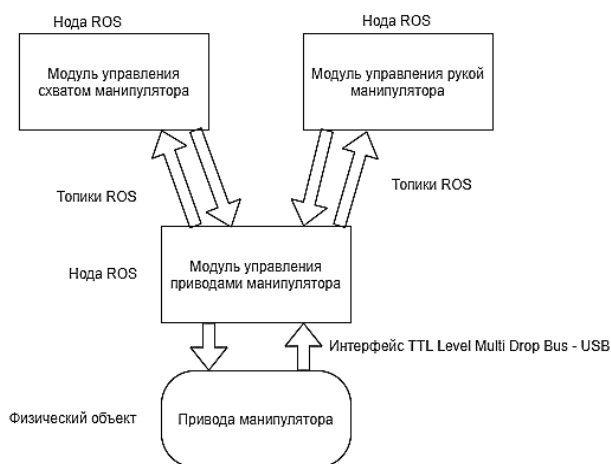 Нода ROS
Нода ROS
Модуль управления
схватом манипулятора
Модуль управления рукой
манипулятора
Топики ROS
Топики ROS
Нода ROS
Модуль управления
приводами манипулятора
Интерфейс TTL Level Multi Drop Bus - USB
Физический объект
Привода манипулятора